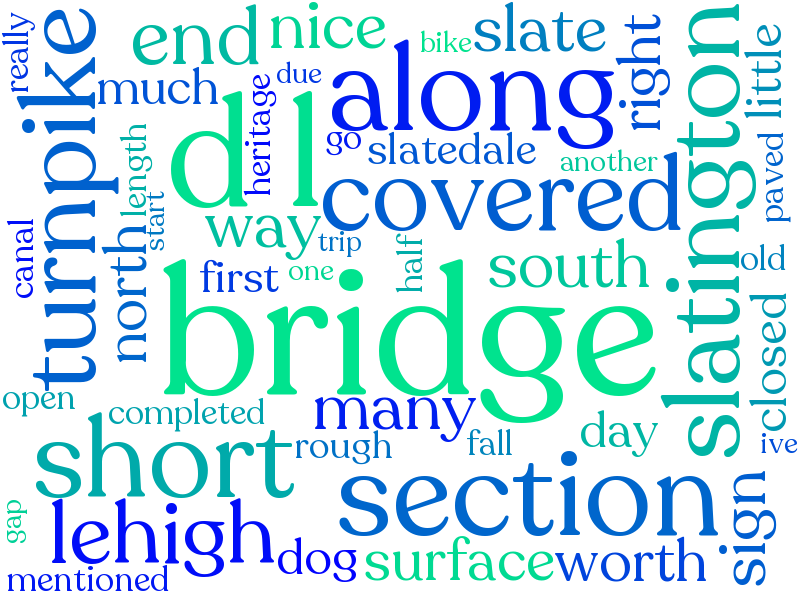 really
turnpike
end
nice
bike
slate
right
slatington
little
much
due
along
heritage
dl
go
slatedale
another
paved
north
length
start
way
trip
covered
canal
first
one
half
south
old
bridge
closed
open
completed
many
short
rough
fall
day
ive
section
gap
lehigh
dog
surface
worth
sign
mentioned